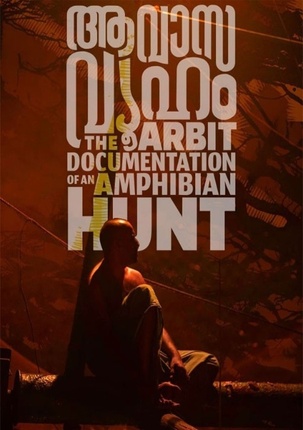 ആവാസ
വ്യൂഹം
THE ARBIT
DOCUMENTATION
OF AN AMPHIBIAN
HUNT